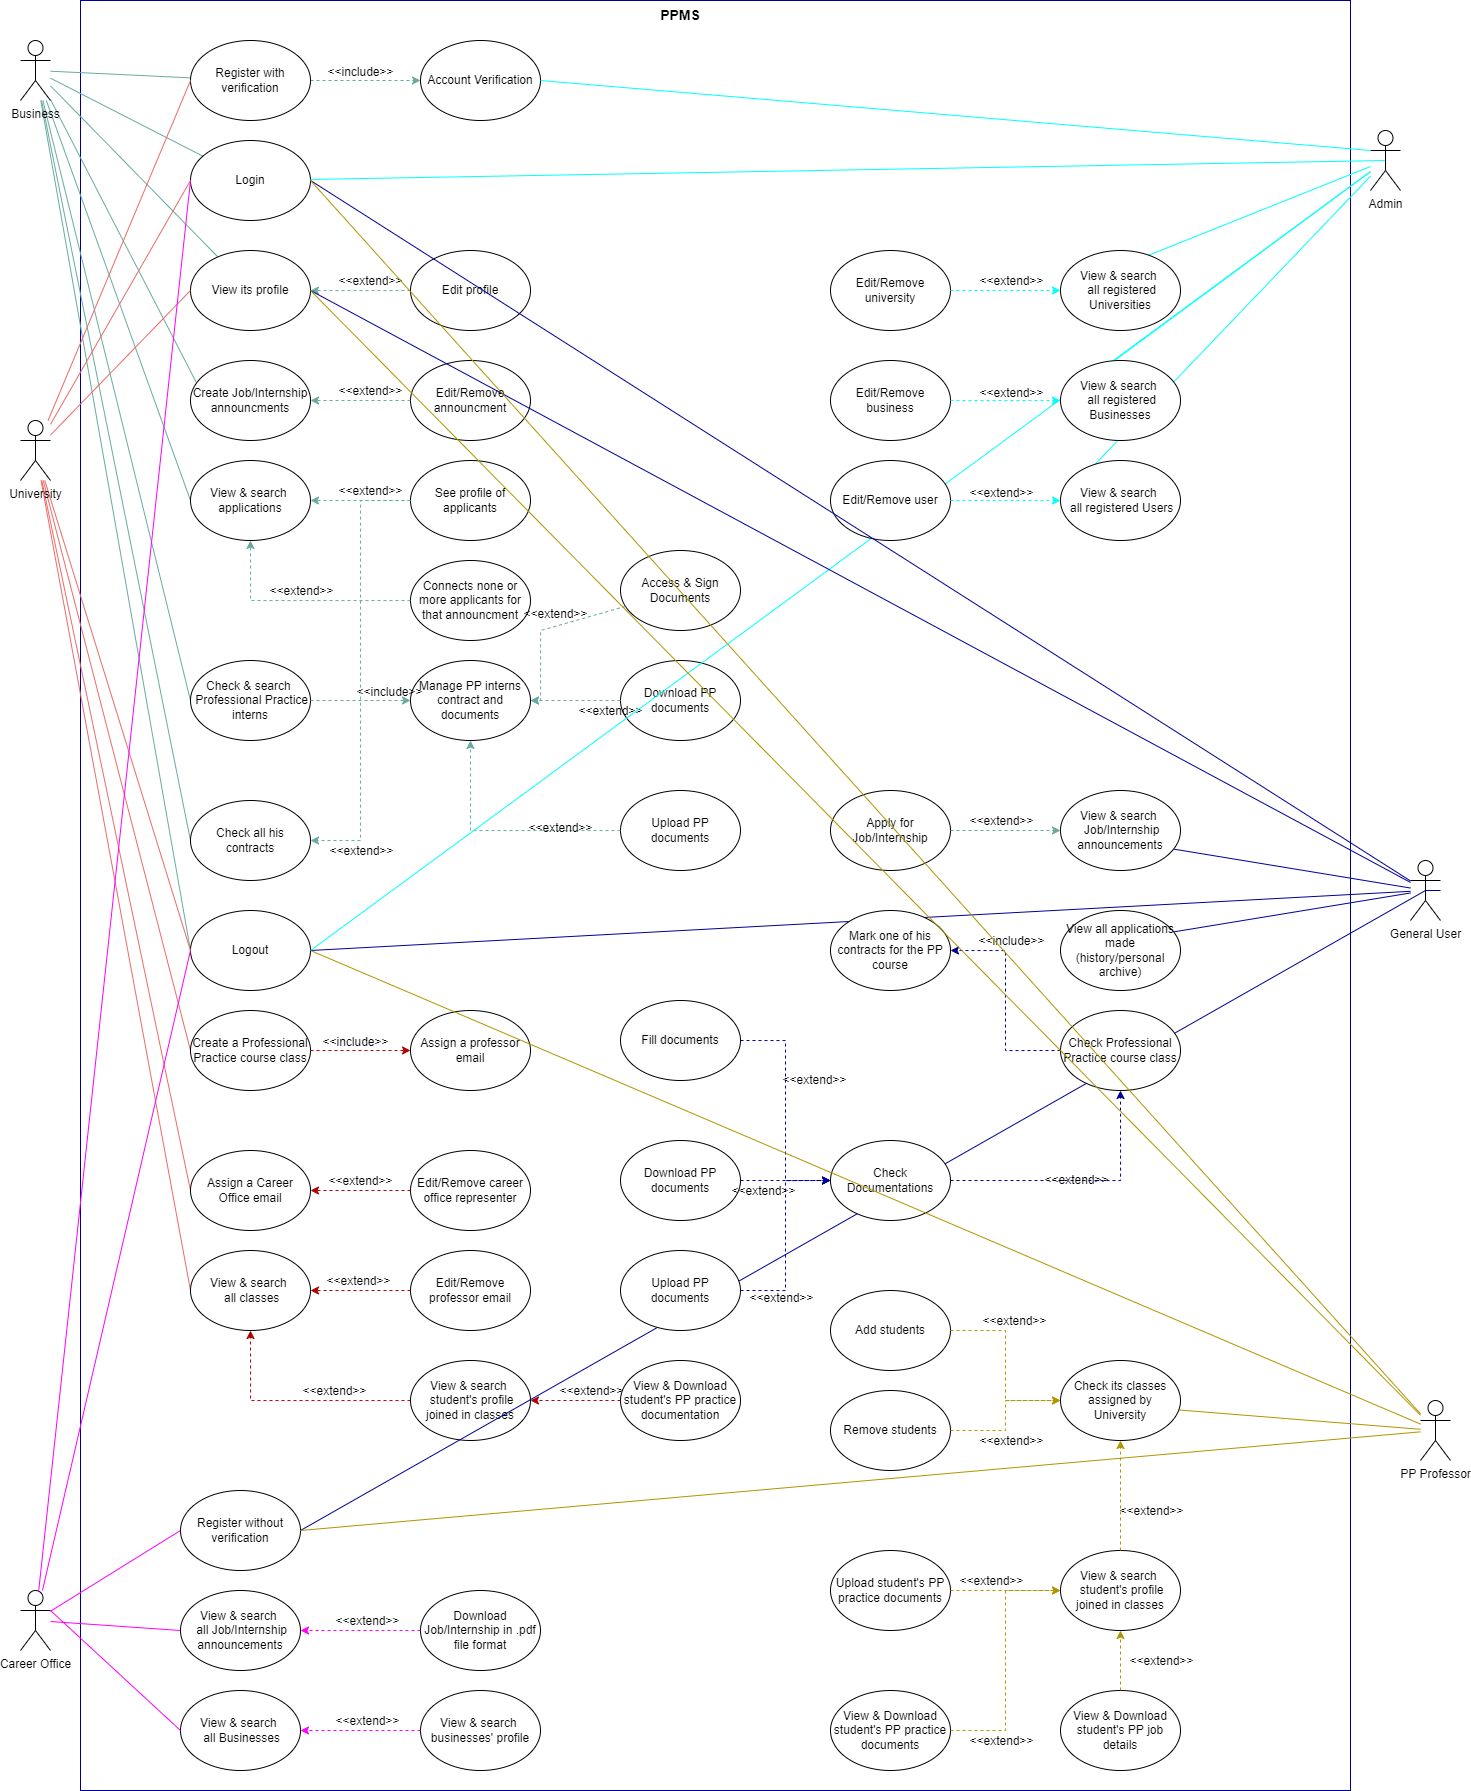 PPMS
Business
Register with
verification
<<include>>
Account Verification
Login
Admin
View its profile
<<extend>>
Edit profile
Edit/Remove
university
<<extend>>
View & search
all registered
Universities
Create Job/Internship
announcments
<<extend>>
Edit/Remove
announcment
Edit/Remove
business
<<extend>>
View & search
all registered
Businesses
University
View & search
applications
<<extend>>
See profile of
applicants
Edit/Remove user
<<extend>>
View & search
all registered Users
<<extend>>
Connects none or
more applicants for
that announcment
<<extend>>
Access & Sign
Documents
Check & search
Professional Practice
interns
<<include>>
Manage PP interns
contract and
documents
<<extend>>
Download PP
documents
Check all his
contracts
<<extend>>
<<extend>>
Upload PP
documents
Apply for
Job/Internship
<<extend>>
View & search
Job/Internship
announcements
General User
Logout
Mark one of his
contracts for the PP
course
<<include>>
View all applications
made
(history/personal
archive)
Create a Professional
Practice course class
<<include>>
Assign a professor
email
Fill documents
<<extend>>
Check Professional
Practice course class
Assign a Career
Office email
<<extend>>
Edit/Remove career
office representer
Download PP
documents
<<extend>>
Check
Documentations
<<extend>>
View & search
all classes
<<extend>>
Edit/Remove
professor email
Upload PP
documents
<<extend>>
Add students
<<extend>>
<<extend>>
View & search
student's profile
joined in classes
<<extend>>
View & Download
student's PP practice
documentation
Check its classes
assigned by
University
Remove students
<<extend>>
PP Professor
Register without
verification
<<extend>>
Career Office
View & search
all Job/Internship
announcements
<<extend>>
Download
Job/Internship in .pdf
file format
Upload student's PP
practice documents
<<extend>>
View & search
student's profile
joined in classes
<<extend>>
View & search
all Businesses
<<extend>>
View & search
businesses' profile
View & Download
student's PP practice
documents
<<extend>>
View & Download
student's PP job
details